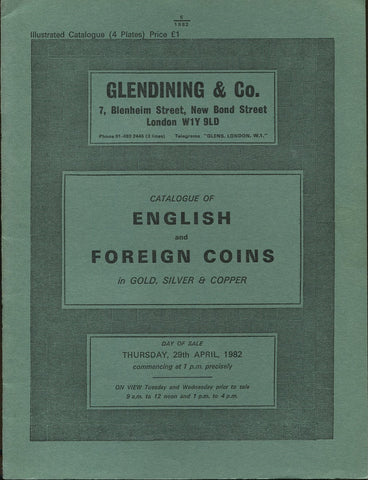 5
1982
Illustrated Catalogue (4 Plates) Price £1
GLENDINING & Co.
7, Blenheim Street, New Bond Street
London W1Y 9LD
Phone 01-493 2445 (3 lines) Telegrams "GLENS, LONDON, W.1."
CATALOGUE OF
ENGLISH
and
FOREIGN COINS
in GOLD, SILVER & COPPER
DAY OF SALE
THURSDAY, 29th APRIL, 1982
commencing at 1 p.m. precisely
ON VIEW Tuesday and Wednesday prior to sale
9 a.m. to 12 noon and 1 p.m. to 4 p.m.